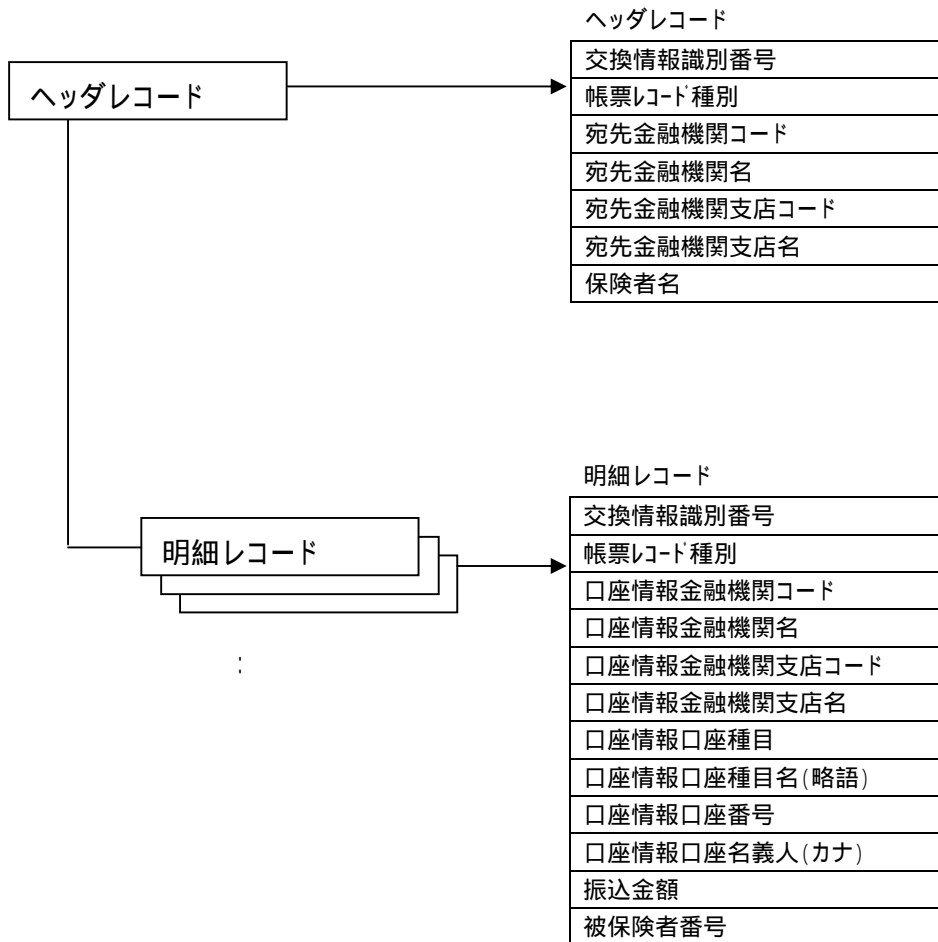 ヘッダレコード
ヘッダレコード
交換情報識別番号
帳票ﾚｺｰﾄﾞ種別
宛先金融機関コード
宛先金融機関名
宛先金融機関支店コード
宛先金融機関支店名
保険者名
明細レコード
明細レコード
:
交換情報識別番号
帳票ﾚｺｰﾄﾞ種別
口座情報金融機関コード
口座情報金融機関名
口座情報金融機関支店コード
口座情報金融機関支店名
口座情報口座種目
口座情報口座種目名(略語)
口座情報口座番号
口座情報口座名義人(カナ)
振込金額
被保険者番号